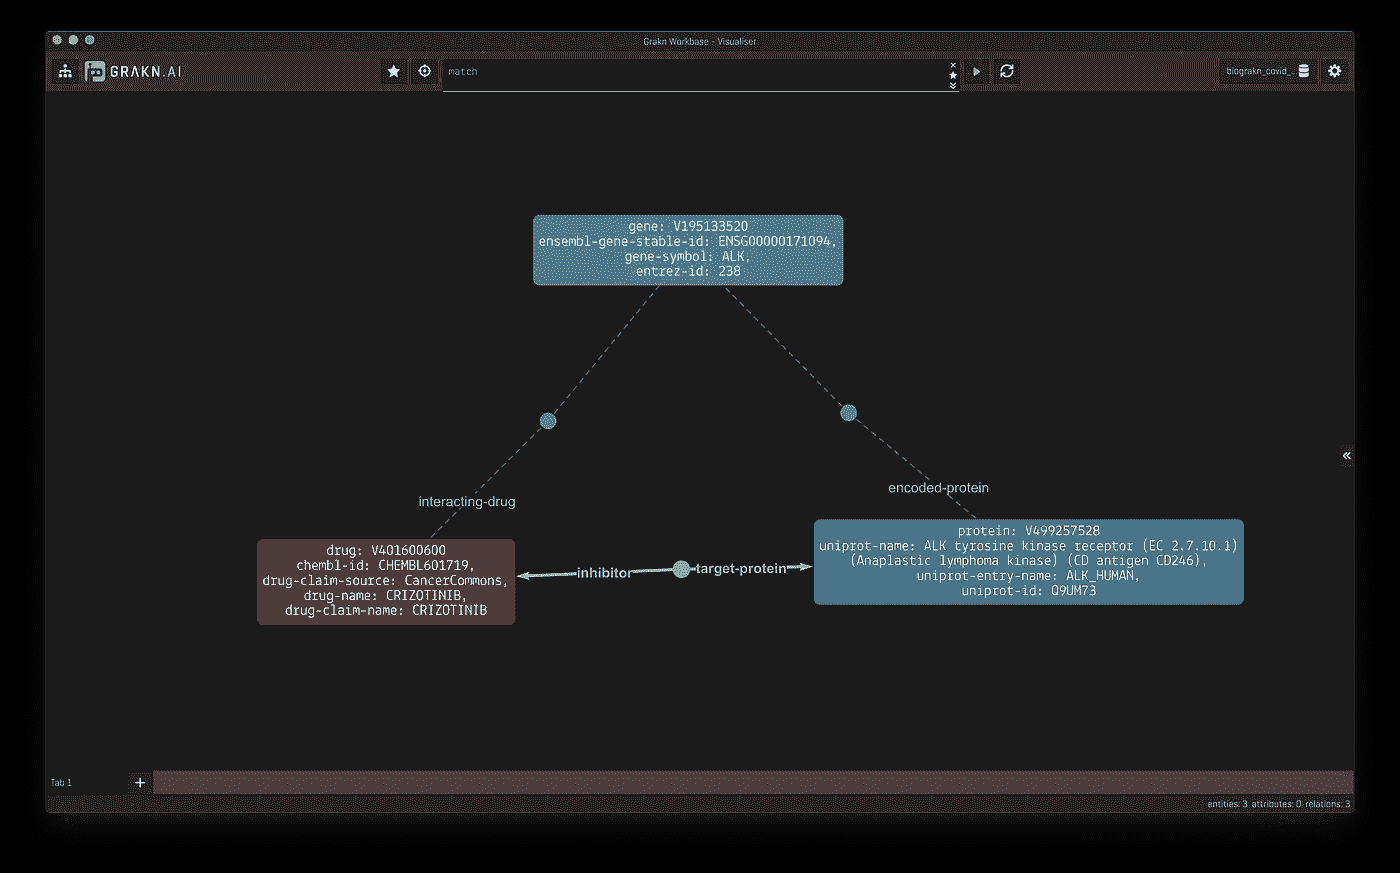 Grakn Workbase - Visualiser
GRAKN.AI
match
biograkn_covid_...
gene: V195133520
ensembl-gene-stable-id: ENSG00000171094,
gene-symbol: ALK,
entrez-id: 238
interacting-drug
encoded-protein
drug: V401600600
chembl-id: CHEMBL601719,
drug-claim-source: CancerCommons,
drug-name: CRIZOTINIB,
drug-claim-name: CRIZOTINIB
inhibitor
target-protein
protein: V499257528
uniprot-name: ALK tyrosine kinase receptor (EC 2.7.10.1)
(Anaplastic lymphoma kinase) (CD antigen CD246),
uniprot-entry-name: ALK_HUMAN,
uniprot-id: Q9UM73
Tab 1
entities: 3 attributes: 0 relations: 3